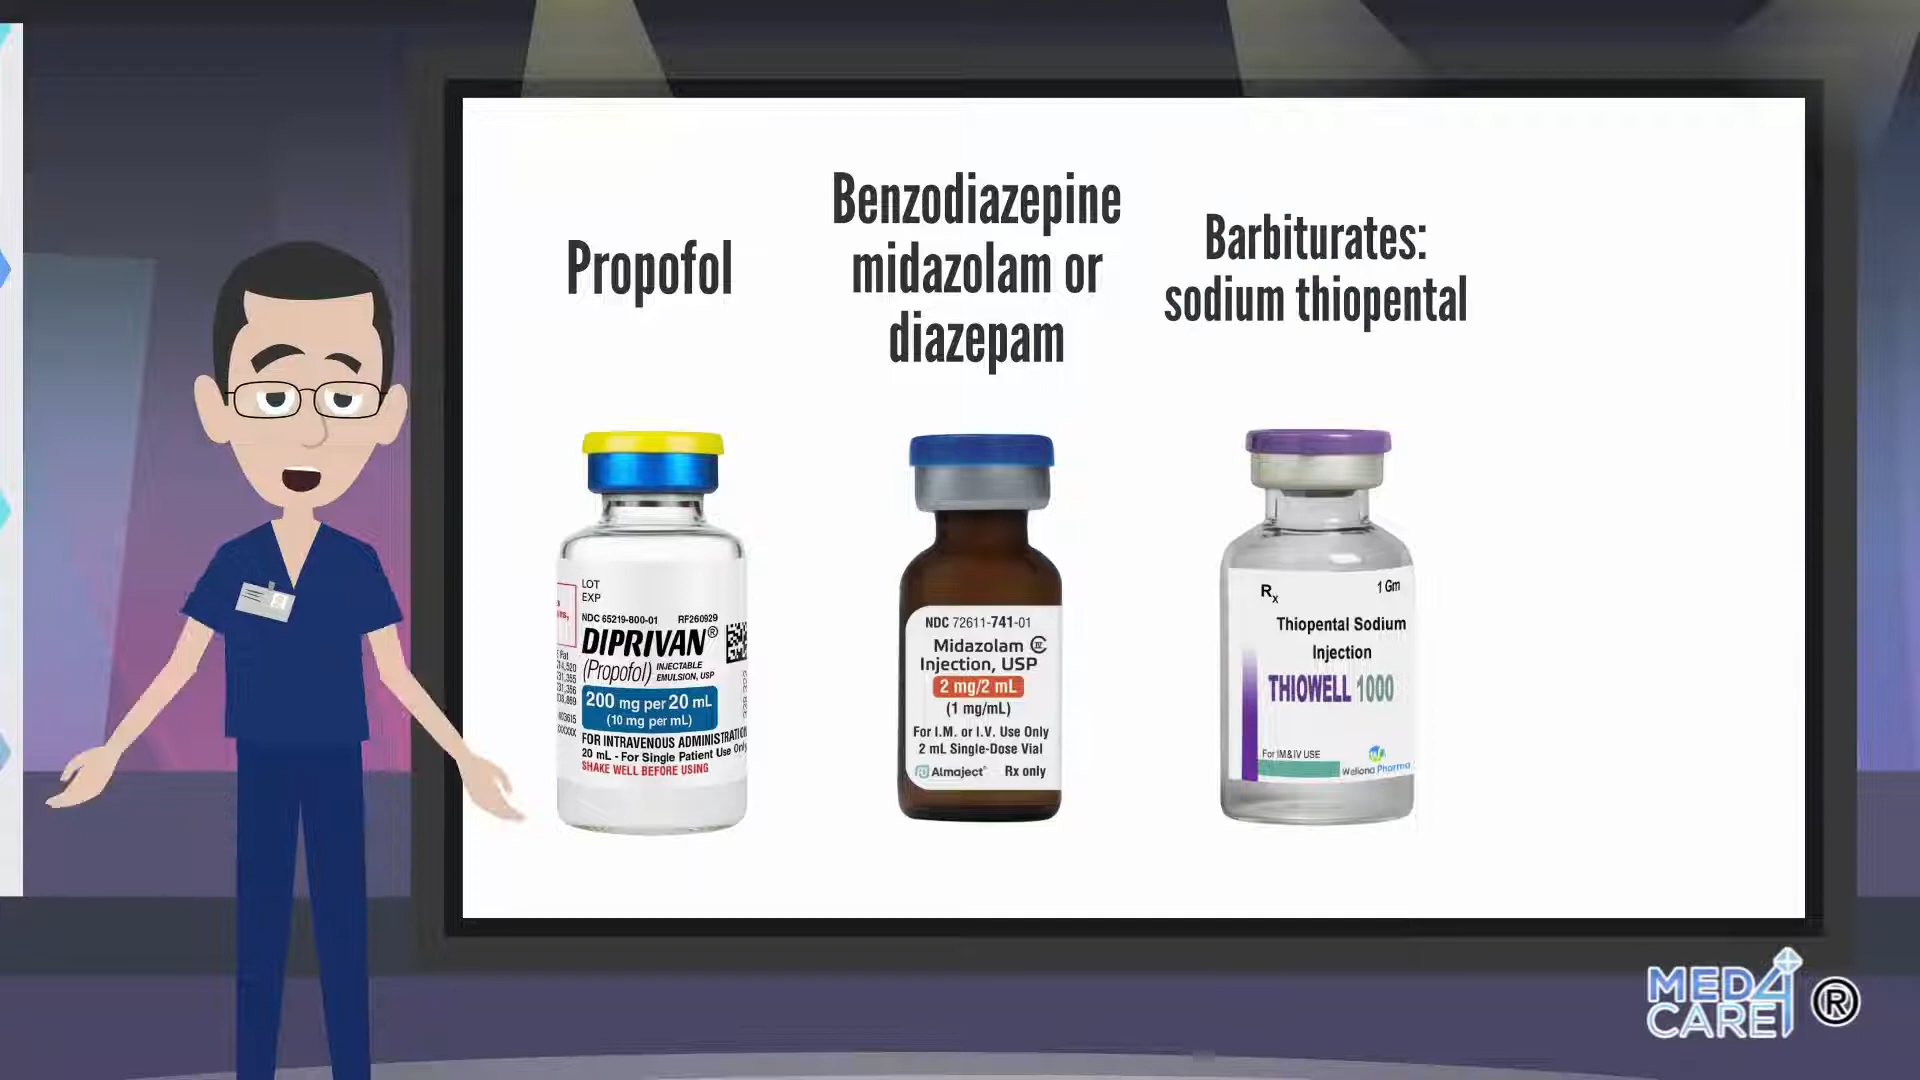 Propofol
Benzodiazepine
midazolam or
diazepam
Barbiturates:
sodium thiopental
LOT
EXP
NDC 65219-800-01 RF260929
DIPRIVAN®
(Propofol) INJECTABLE
EMULSION, USP
200 mg per 20 mL
(10 mg per mL)
FOR INTRAVENOUS ADMINISTRATION
20 mL - For Single Patient Use Only
SHAKE WELL BEFORE USING
NDC 72611-741-01
Midazolam CIV
Injection, USP
2 mg/2 mL
(1 mg/mL)
For I.M. or I.V. Use Only
2 mL Single-Dose Vial
Almaject® Rx only
Rx 1 Gm
Thiopental Sodium
Injection
THIOWELL 1000
For IM&IV USE
Wellona Pharma
MED4
CARE ®